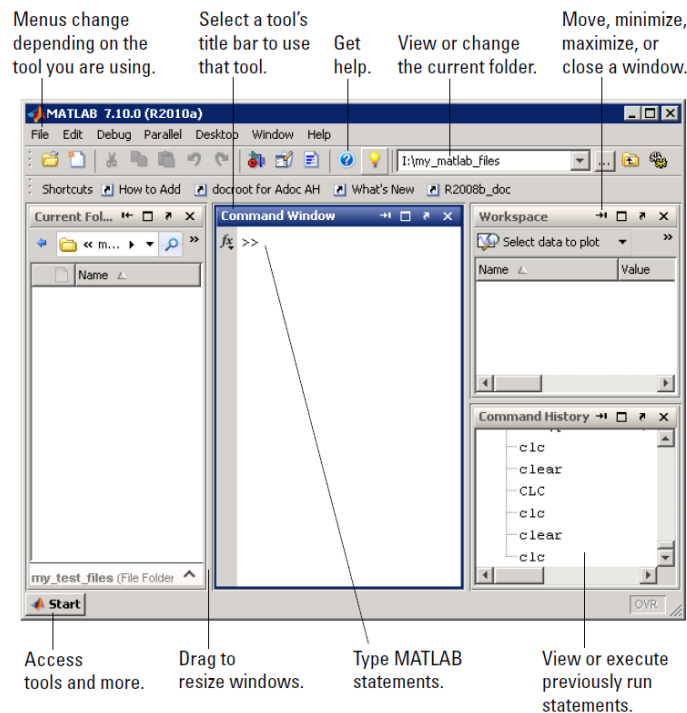 Menus change
depending on the
tool you are using.
Select a tool's
title bar to use
that tool.
Get
help.
View or change
the current folder.
Move, minimize,
maximize, or
close a window.
MATLAB 7.10.0 (R2010a)
File Edit Debug Parallel Desktop Window Help
I:\my_matlab_files
...
Shortcuts How to Add docroot for Adoc AH What's New R2008b_doc
Current Fol...
« m...
»
Name
Command Window
fx >>
Workspace
Select data to plot
»
Name Value
Command History
clc
clear
CLC
clc
clear
clc
my_test_files (File Folder
Start
OVR
Access
tools and more.
Drag to
resize windows.
Type MATLAB
statements.
View or execute
previously run
statements.